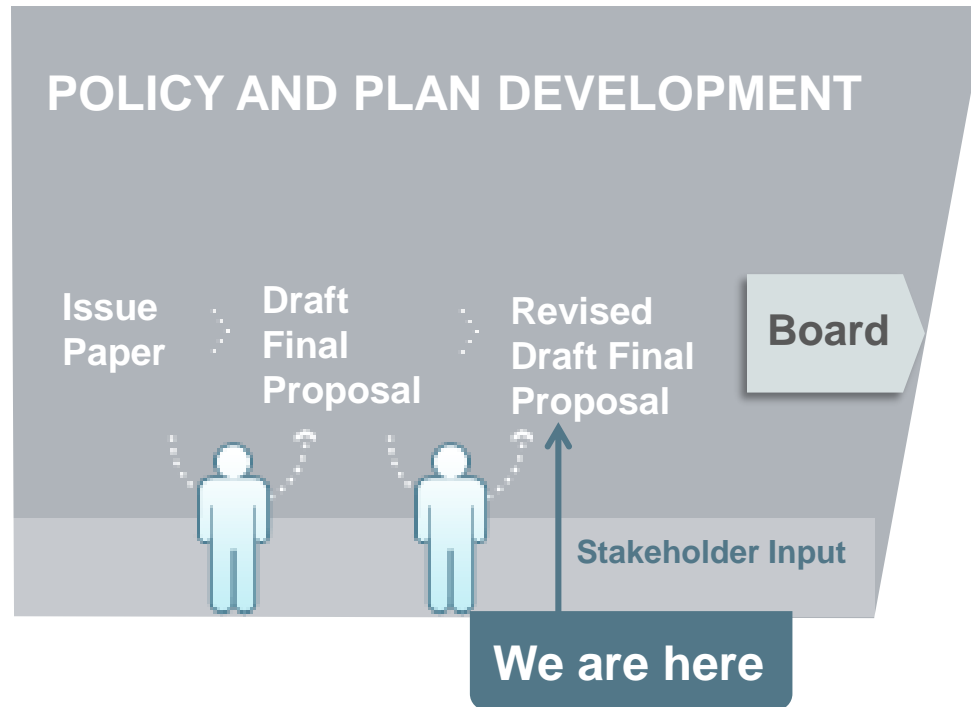 POLICY AND PLAN DEVELOPMENT
Issue
Paper
Draft
Final
Proposal
Revised
Draft Final
Proposal
Board
Stakeholder Input
We are here